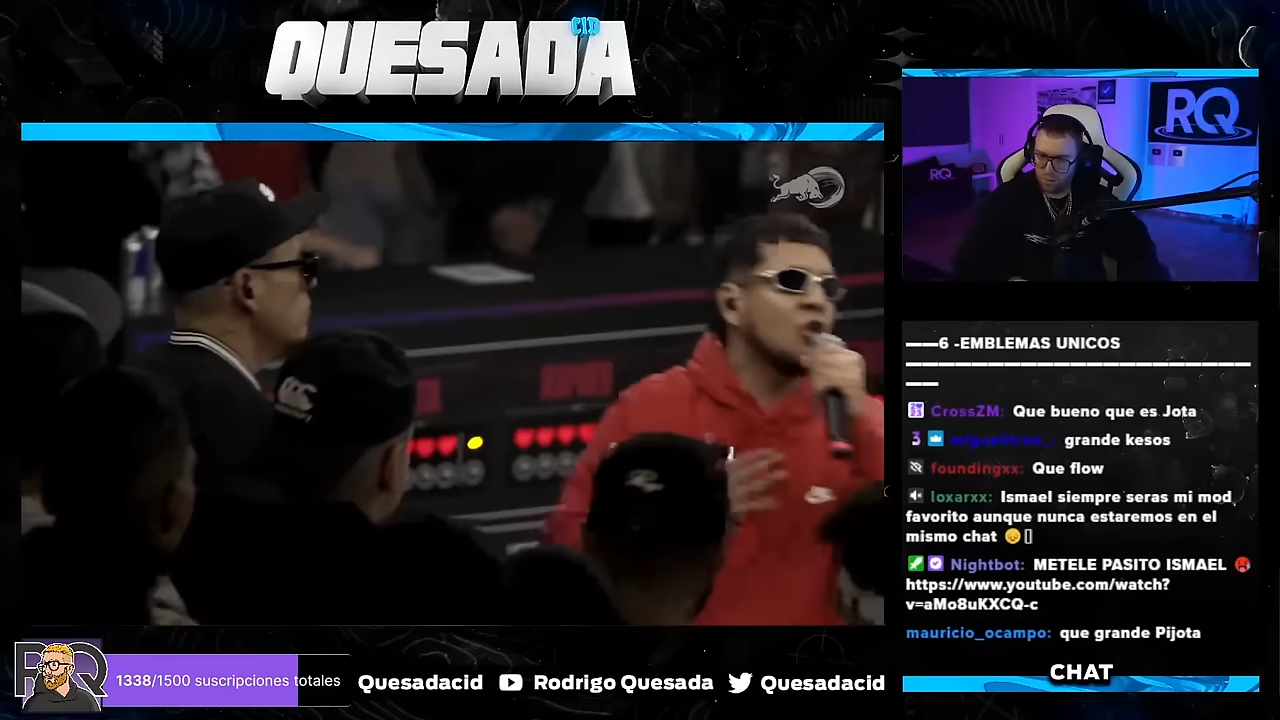 QUESADA
CID
RQ
RQ
——6 -EMBLEMAS UNICOS
CrossZM: Que bueno que es Jota
grande kesos
foundingxx: Que flow
loxarxx: Ismael siempre seras mi mod
favorito aunque nunca estaremos en el
mismo chat 😔▯
Nightbot: METELE PASITO ISMAEL 🥵
https://www.youtube.com/watch?
v=aMo8uKXCQ-c
mauricio_ocampo: que grande Pijota
CHAT
RQ
1338/1500 suscripciones totales
Quesadacid
Rodrigo Quesada
Quesadacid